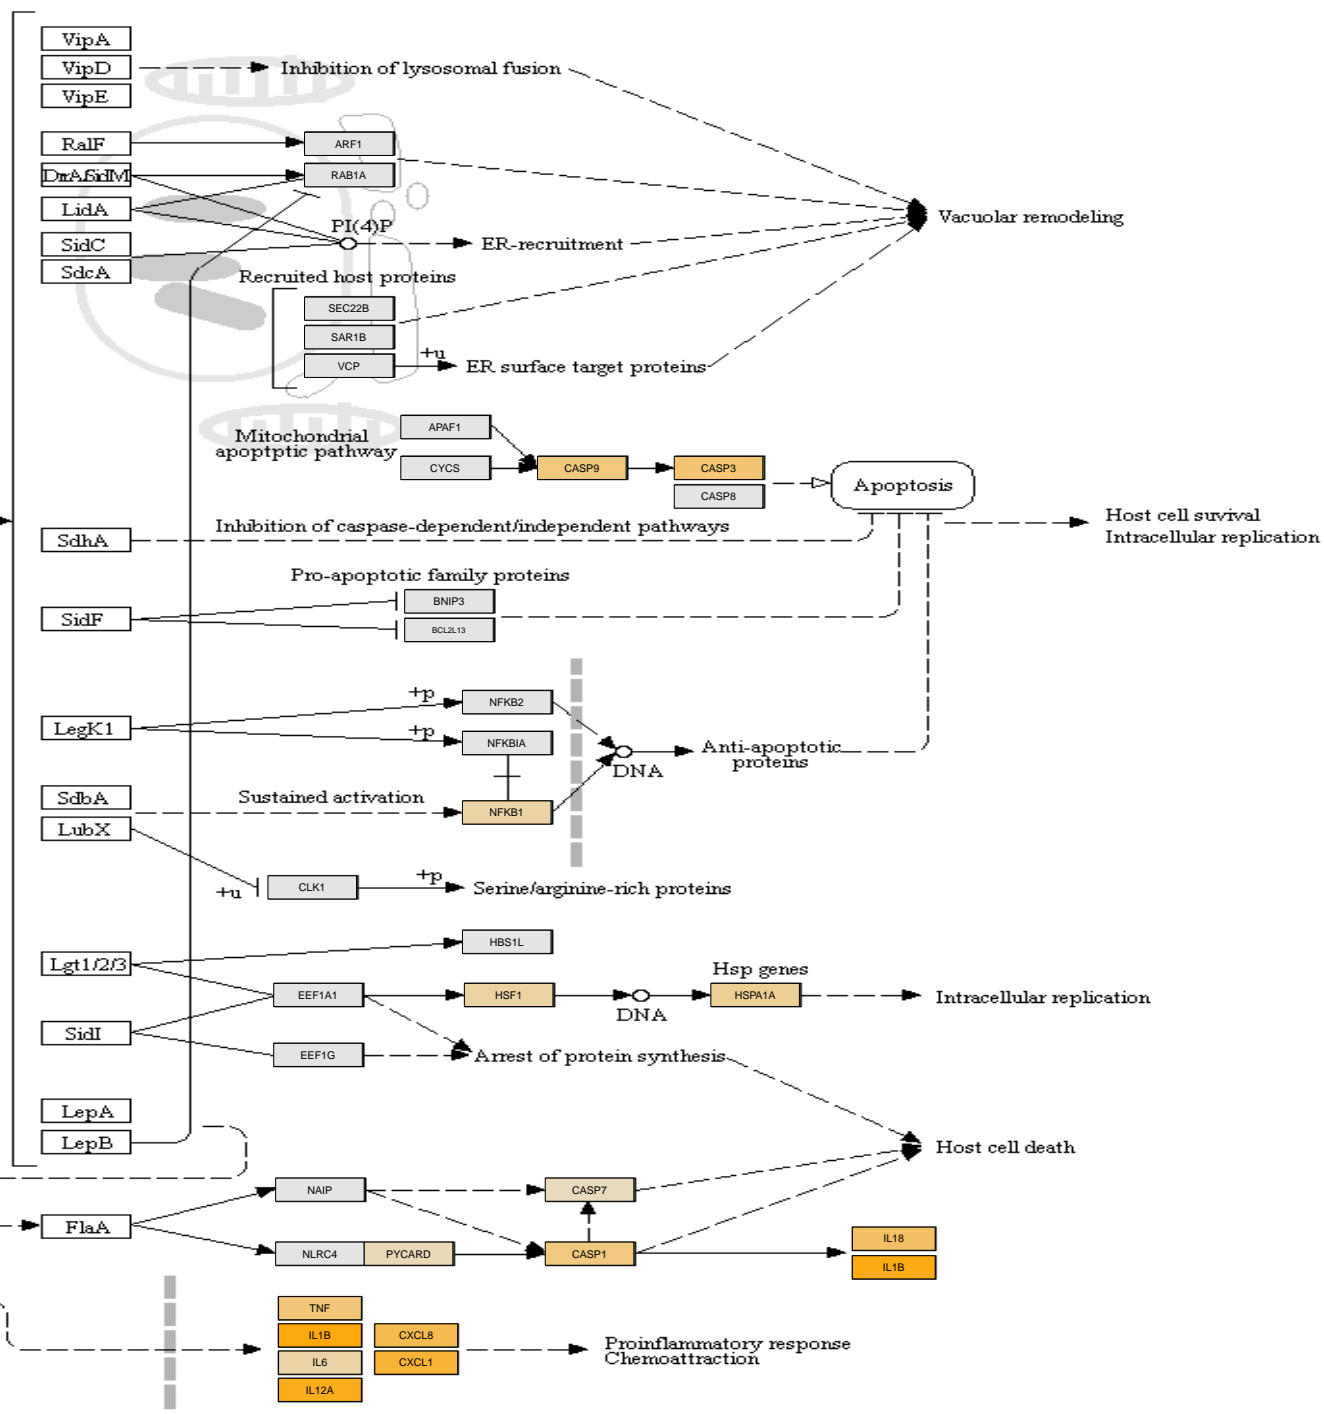 VipA
VipD
Inhibition of lysosomal fusion
VipE
RalF
ARF1
DrrA/SidM
RAB1A
LidA
Vacuolar remodeling
PI(4)P
SidC
ER-recruitment
SdcA
Recruited host proteins
SEC22B
SAR1B
+u
VCP
ER surface target proteins
APAF1
Mitochondrial
apoptptic pathway
CYCS
CASP9
CASP3
CASP8
Apoptosis
Host cell suvival
Intracellular replication
Inhibition of caspase-dependent/independent pathways
SdhA
Pro-apoptotic family proteins
BNIP3
SidF
BCL2L13
+p
NFKB2
LegK1
+p
NFKBIA
Anti-apoptotic
proteins
DNA
SdbA
Sustained activation
NFKB1
LubX
+u
CLK1
+p
Serine/arginine-rich proteins
HBS1L
Lgt1/2/3
Hsp genes
EEF1A1
HSF1
DNA
HSPA1A
Intracellular replication
SidI
EEF1G
Arrest of protein synthesis
LepA
LepB
Host cell death
NAIP
CASP7
FlaA
NLRC4
PYCARD
CASP1
IL18
IL1B
TNF
IL1B
CXCL8
IL6
CXCL1
IL12A
Proinflammatory response
Chemoattraction